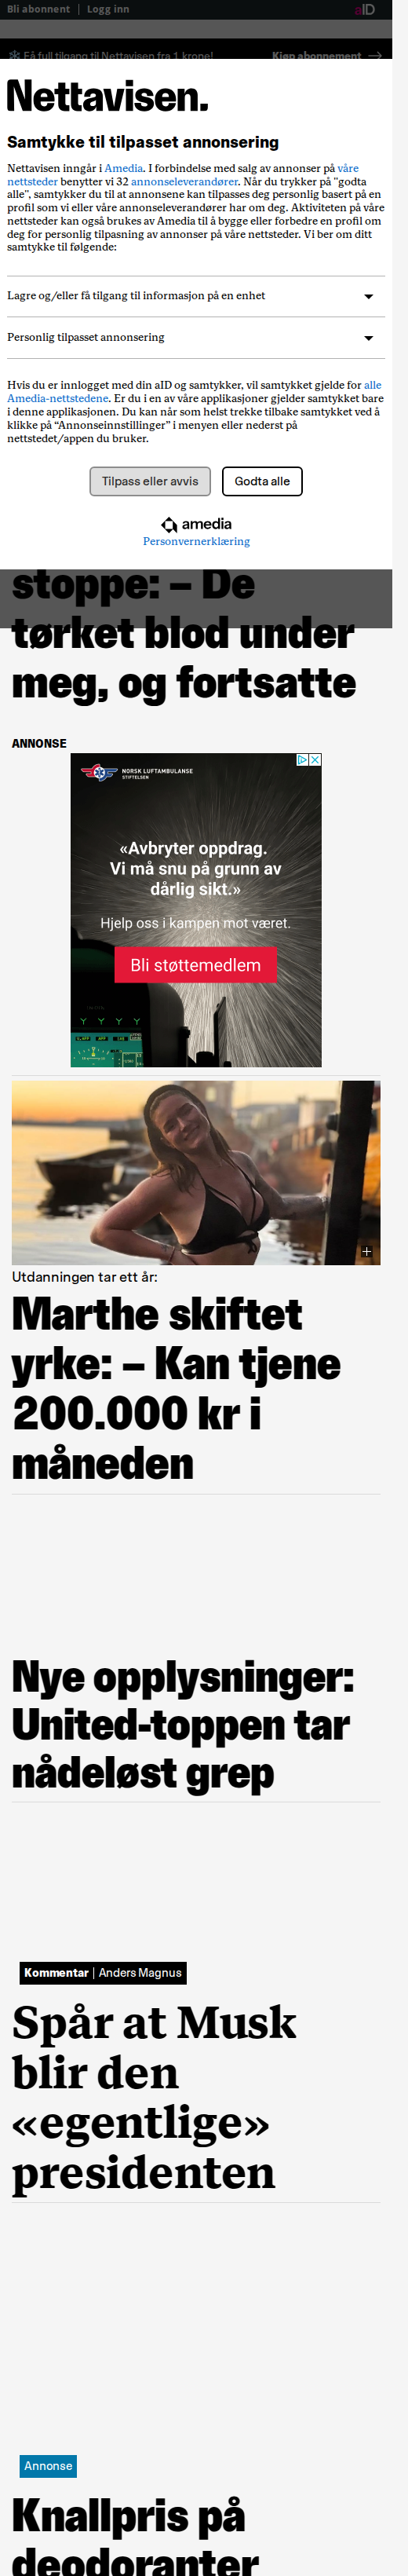 Bli abonnent | Logg inn
aID
Få full tilgang til Nettavisen fra 1 krone!
Kjøp abonnement →
Nettavisen.
Samtykke til tilpasset annonsering
Nettavisen inngår i Amedia. I forbindelse med salg av annonser på våre
nettsteder benytter vi 32 annonseleverandører. Når du trykker på "godta
alle", samtykker du til at annonsene kan tilpasses deg personlig basert på en
profil som vi eller våre annonseleverandører har om deg. Aktiviteten på våre
nettsteder kan også brukes av Amedia til å bygge eller forbedre en profil om
deg for personlig tilpasning av annonser på våre nettsteder. Vi ber om ditt
samtykke til følgende:
Lagre og/eller få tilgang til informasjon på en enhet
Personlig tilpasset annonsering
Hvis du er innlogget med din aID og samtykker, vil samtykket gjelde for alle
Amedia-nettstedene. Er du i en av våre applikasjoner gjelder samtykket bare
i denne applikasjonen. Du kan når som helst trekke tilbake samtykket ved å
klikke på “Annonseinnstillinger” i menyen eller nederst på
nettstedet/appen du bruker.
Tilpass eller avvis
Godta alle
amedia
Personvernerklæring
stoppe: – De
tørket blod under
meg, og fortsatte
ANNONSE
NORSK LUFTAMBULANSE
STIFTELSEN
«Avbryter oppdrag.
Vi må snu på grunn av
dårlig sikt.»
Hjelp oss i kampen mot været.
Bli støttemedlem
Utdanningen tar ett år:
Marthe skiftet
yrke: – Kan tjene
200.000 kr i
måneden
Nye opplysninger:
United-toppen tar
nådeløst grep
Kommentar | Anders Magnus
Spår at Musk
blir den
«egentlige»
presidenten
Annonse
Knallpris på
deodoranter